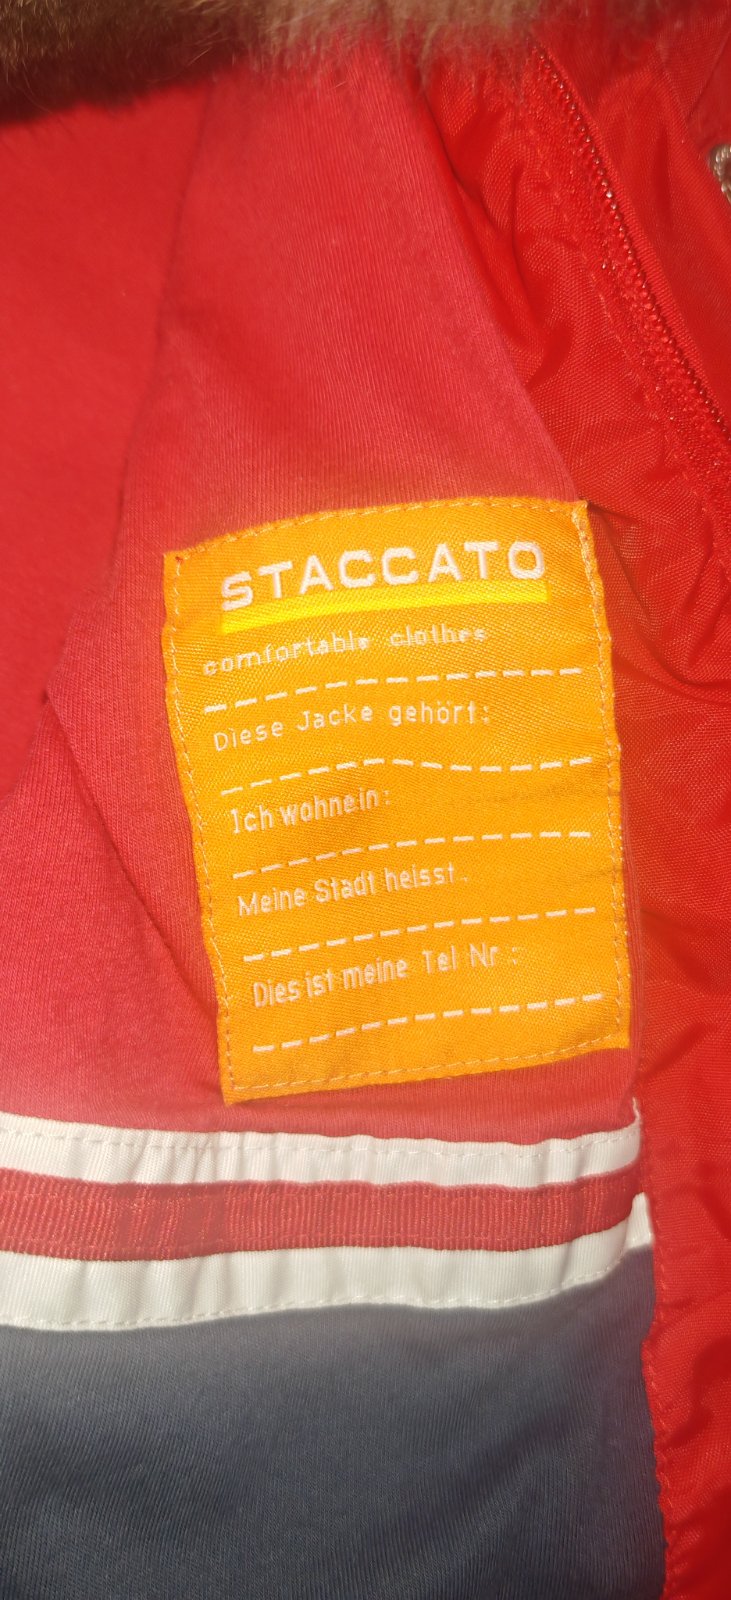 STACCATO
comfortable clothes
Diese Jacke gehört:
Ich wohne in:
Meine Stadt heisst:
Dies ist meine Tel Nr :